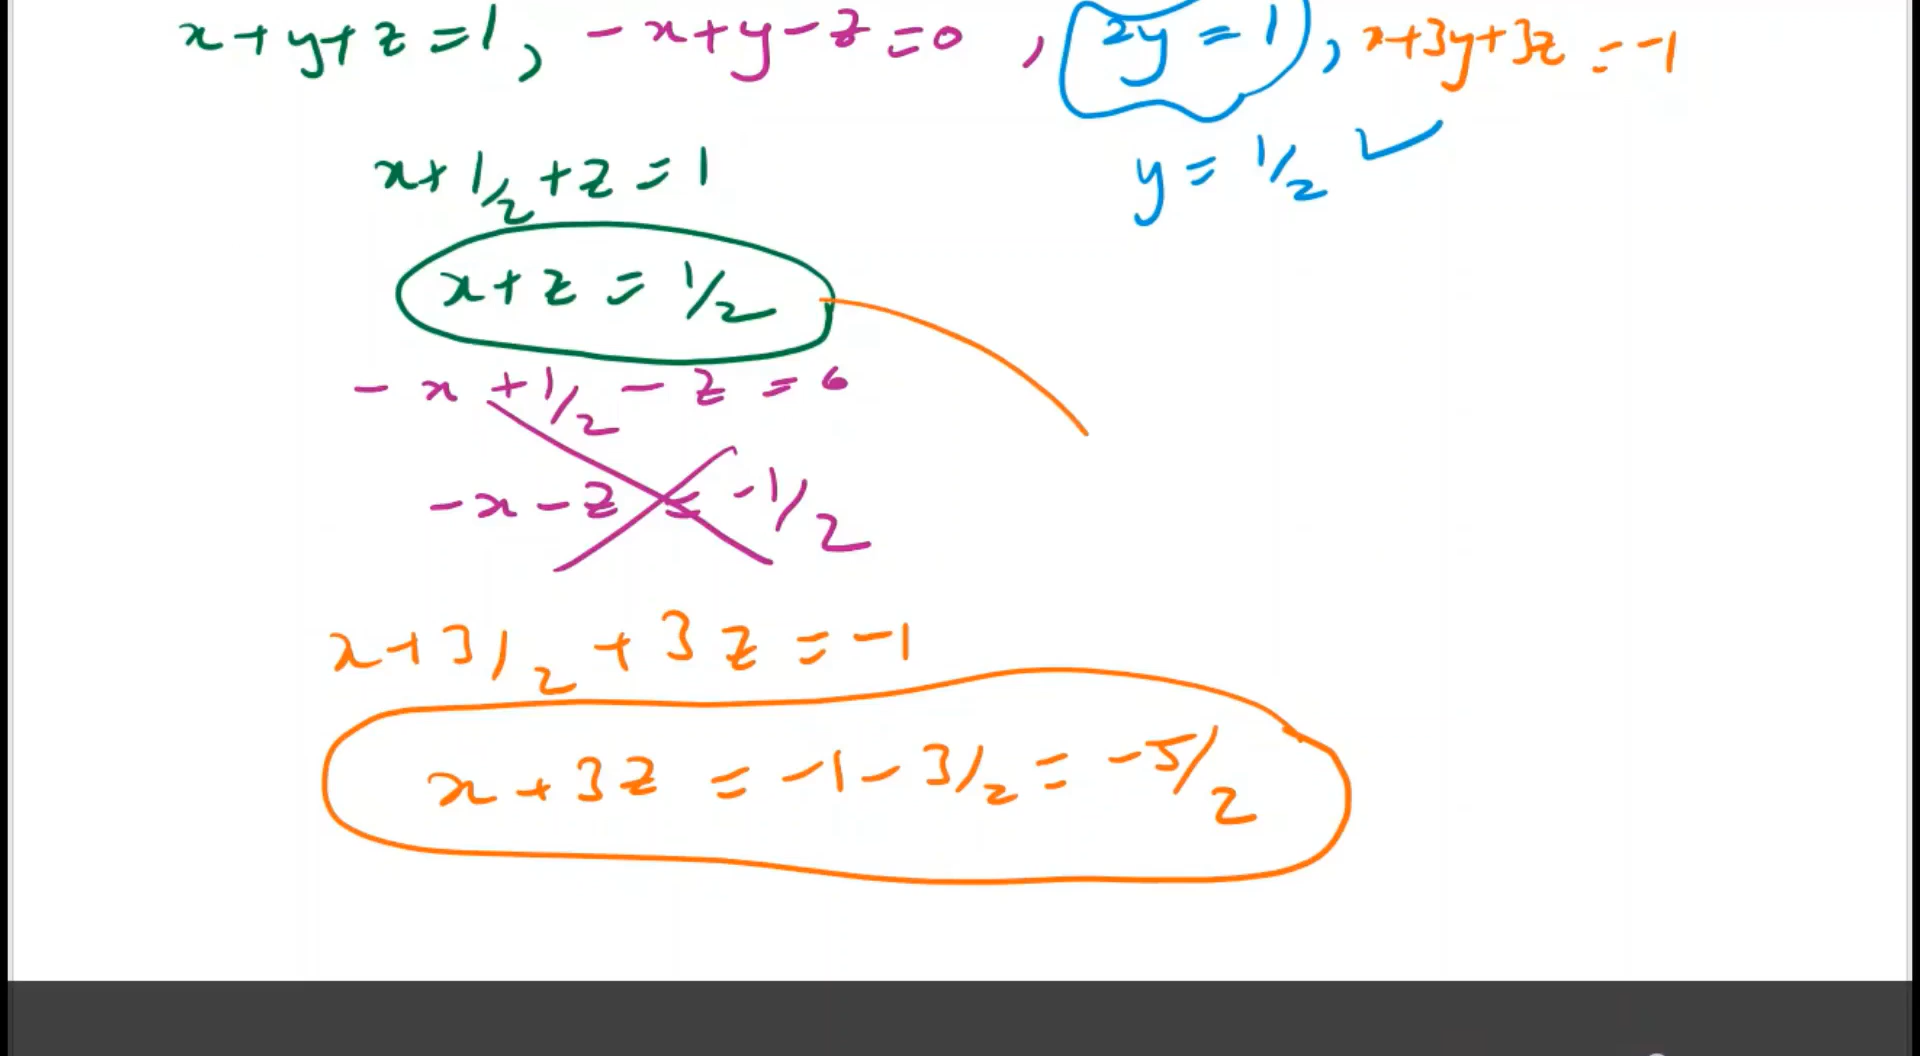 x+y+z=1, -x+y-z=0, 2y=1, x+3y+3z=-1
x+1/2+z=1
y=1/2 ✓
x+z=1/2
-x+1/2-z=0
-x-z=-1/2
x+3/2+3z=-1
x+3z=-1-3/2=-5/2